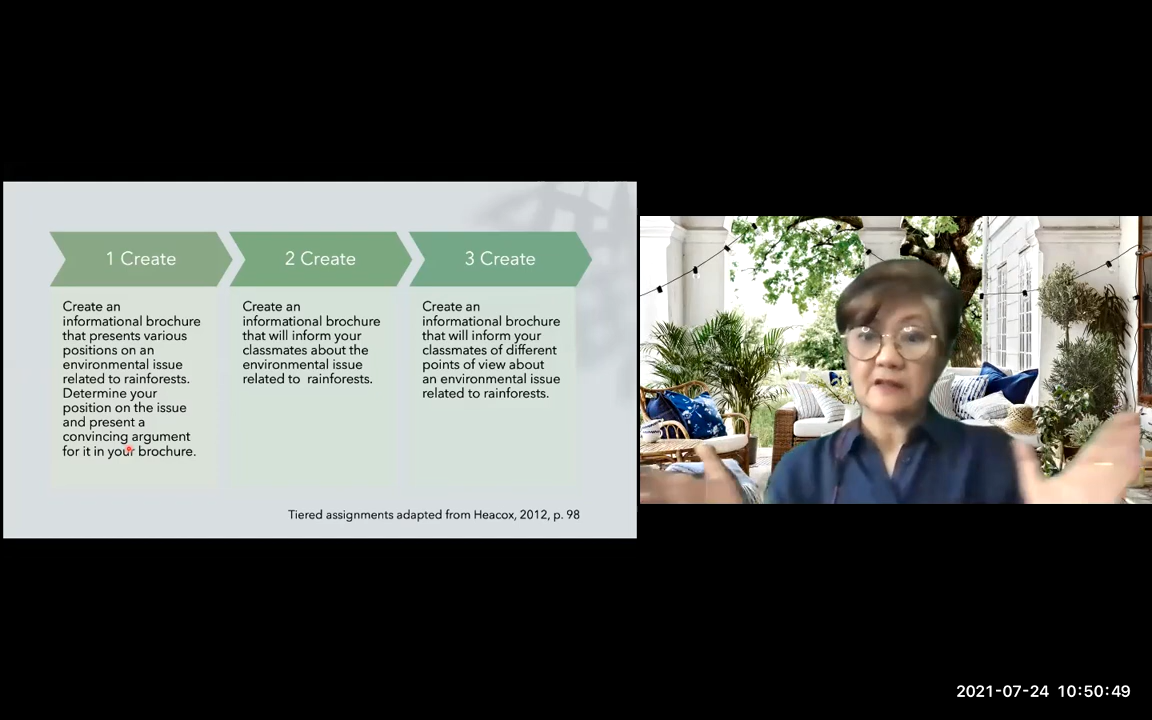 1 Create
Create an
informational brochure
that presents various
positions on an
environmental issue
related to rainforests.
Determine your
position on the issue
and present a
convincing argument
for it in your brochure.
2 Create
Create an
informational brochure
that will inform your
classmates about the
environmental issue
related to rainforests.
3 Create
Create an
informational brochure
that will inform your
classmates of different
points of view about
an environmental issue
related to rainforests.
Tiered assignments adapted from Heacox, 2012, p. 98
2021-07-24 10:50:49